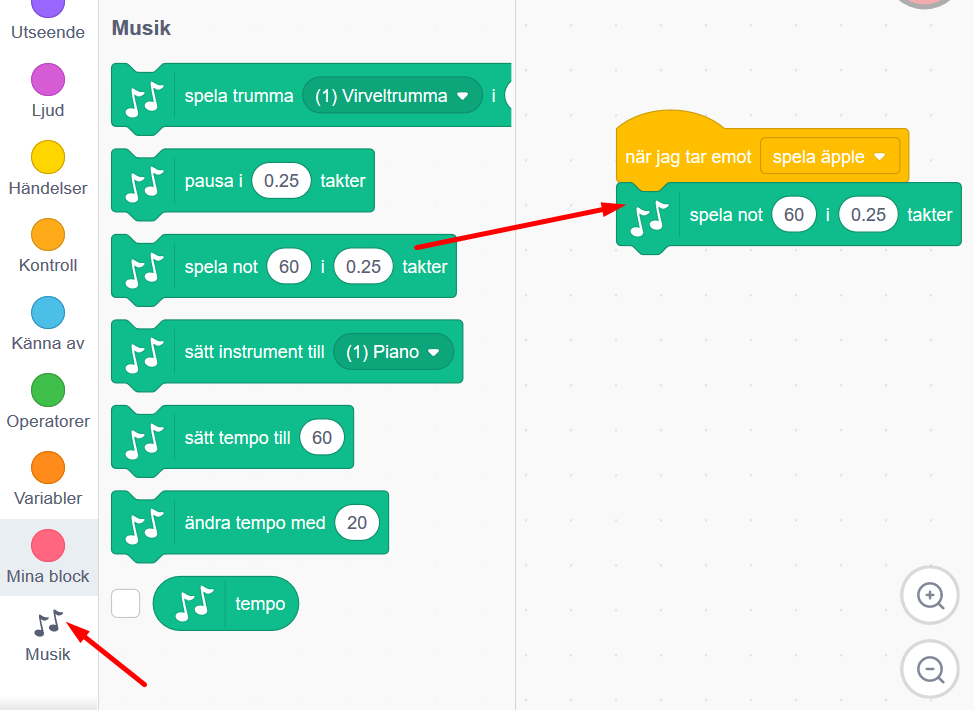 Utseende
Ljud
Händelser
Kontroll
Känna av
Operatorer
Variabler
Mina block
Musik
Musik
spela trumma (1) Virveltrumma i
pausa i 0.25 takter
spela not 60 i 0.25 takter
sätt instrument till (1) Piano
sätt tempo till 60
ändra tempo med 20
tempo
när jag tar emot spela äpple
spela not 60 i 0.25 takter